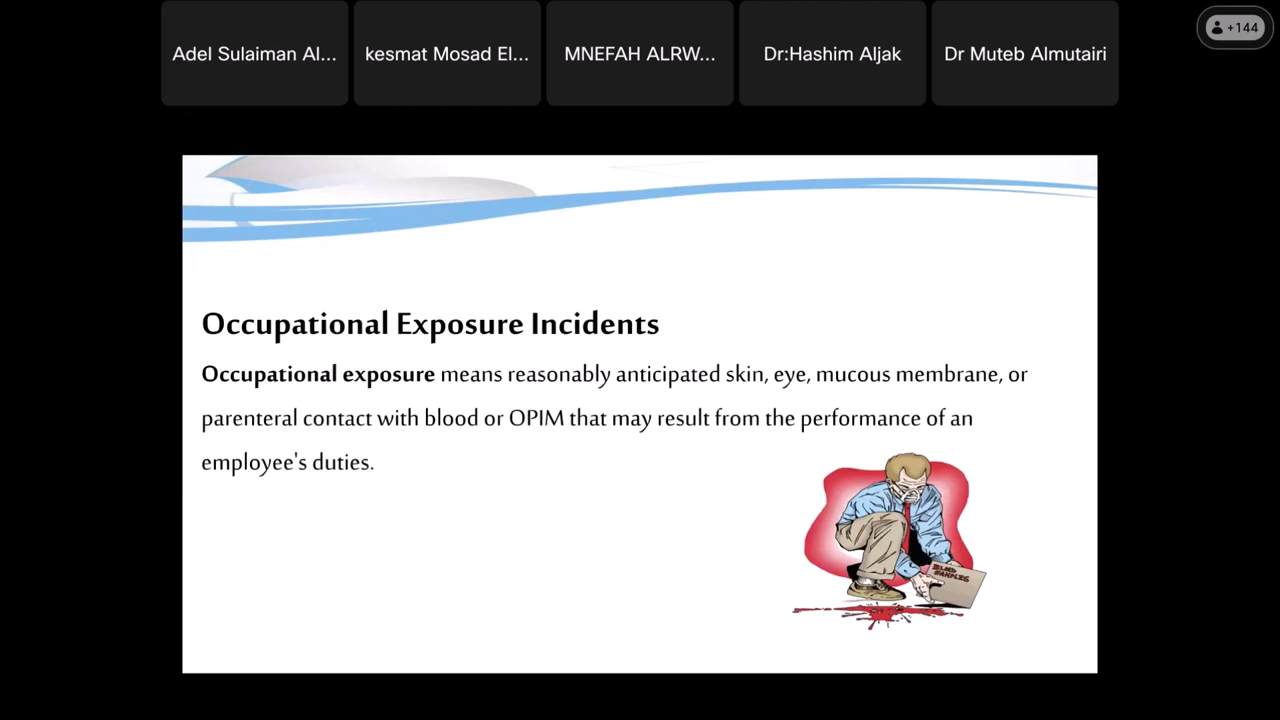 Adel Sulaiman Al...
kesmat Mosad El...
MNEFAH ALRW...
Dr:Hashim Aljak
Dr Muteb Almutairi
+144
Occupational Exposure Incidents
Occupational exposure means reasonably anticipated skin, eye, mucous membrane, or
parenteral contact with blood or OPIM that may result from the performance of an
employee's duties.
BLOOD
SAMPLES